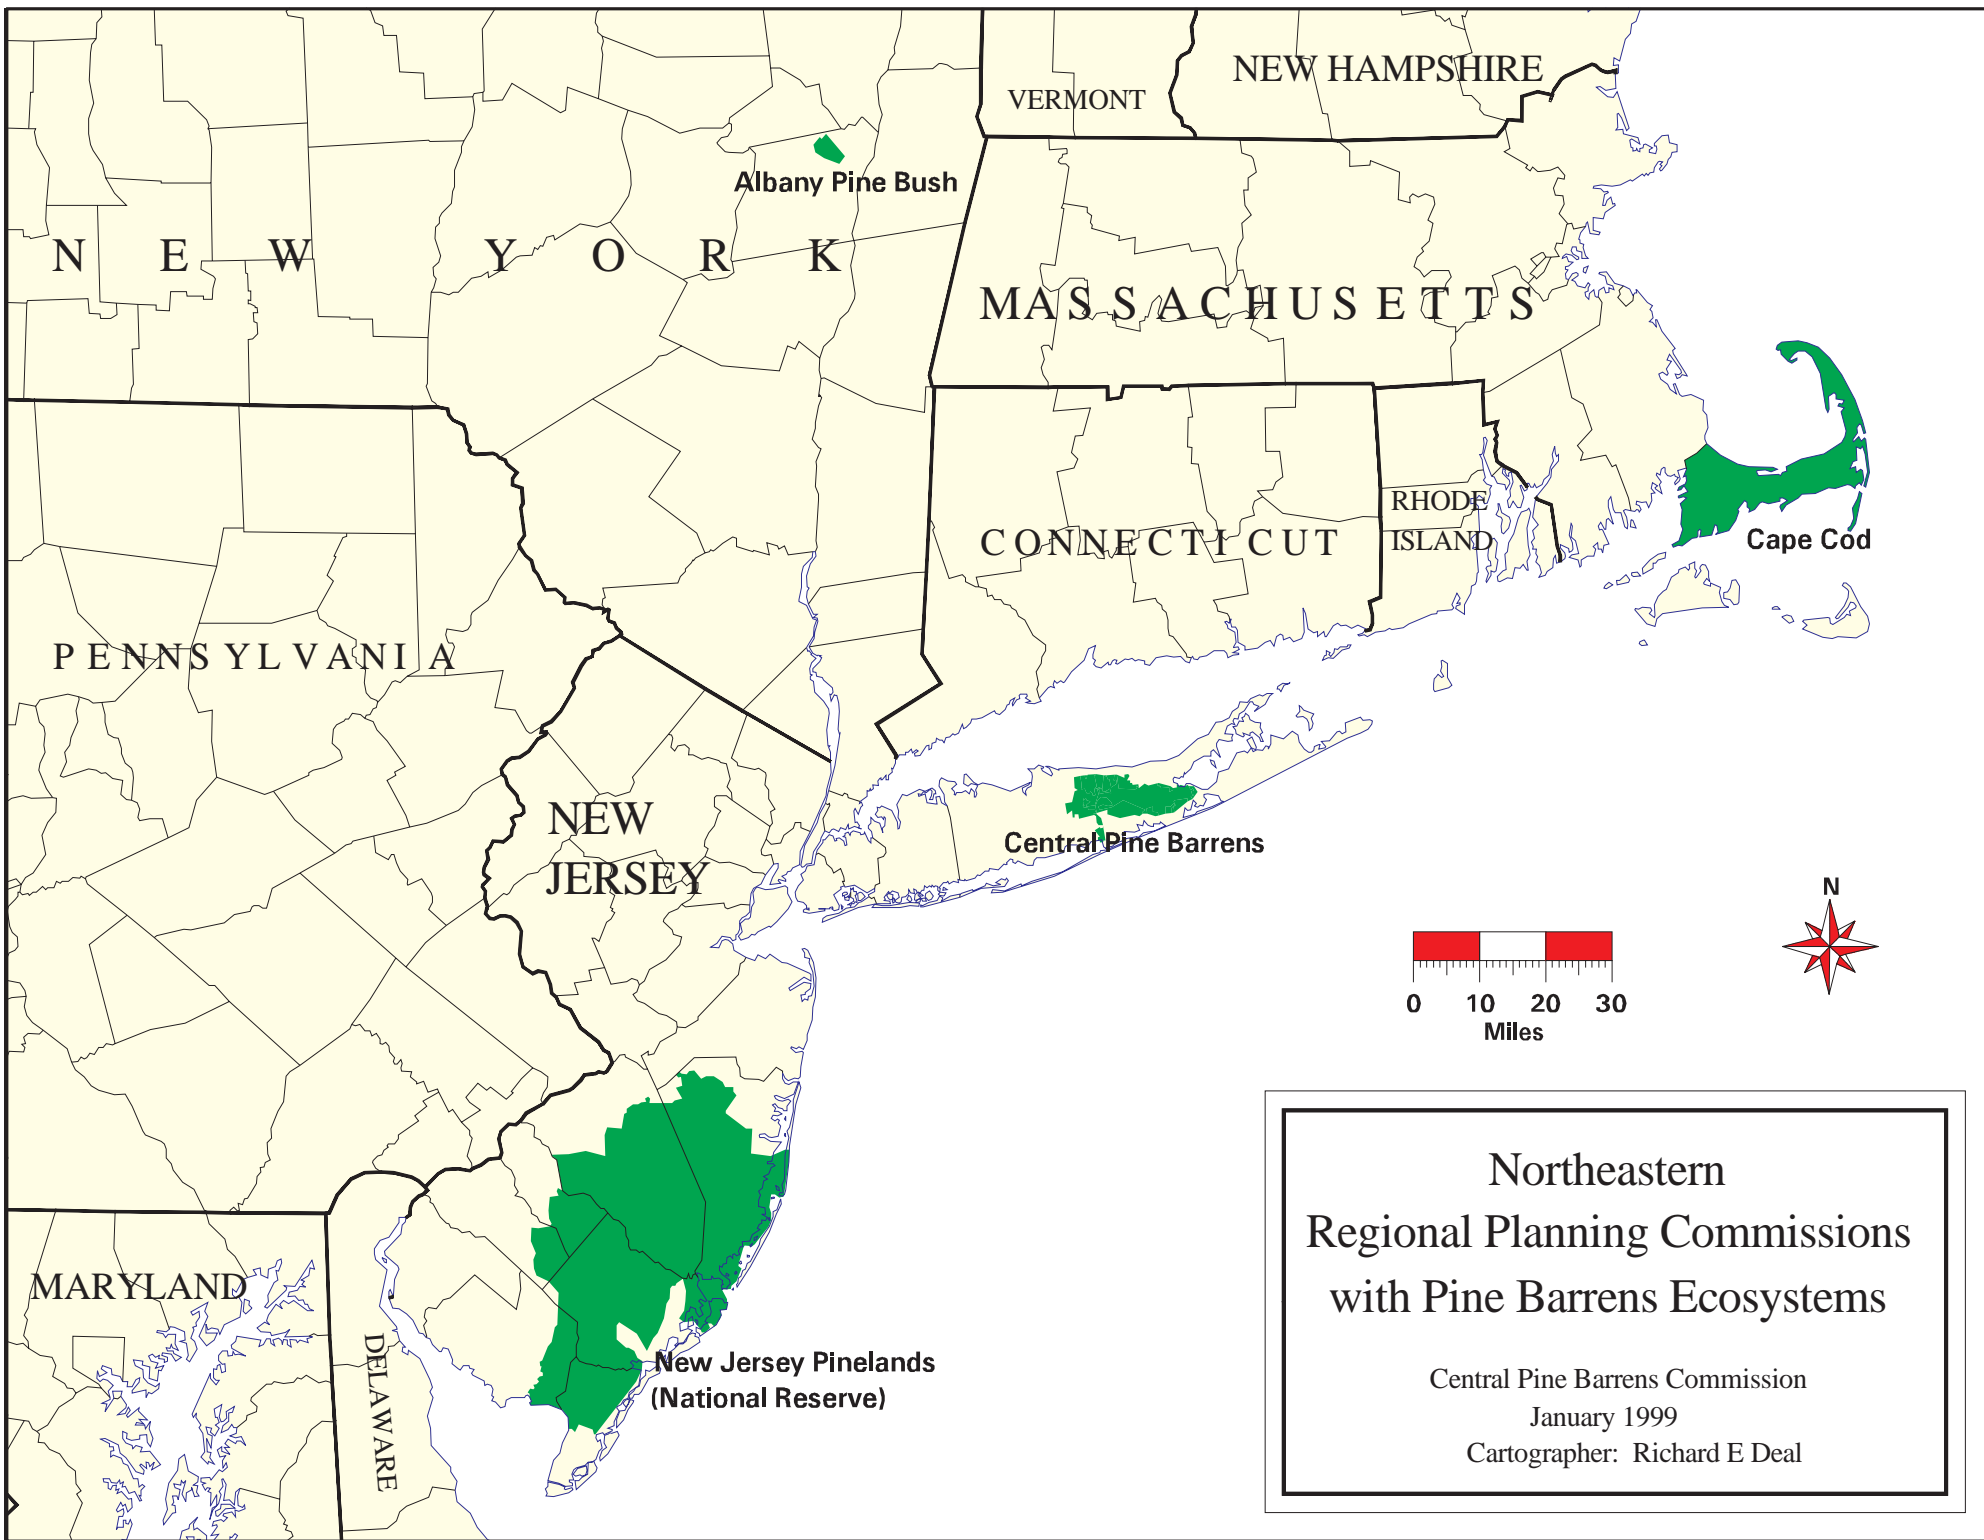 NEW HAMPSHIRE
VERMONT
Albany Pine Bush
NEW YORK
MASSACHUSETTS
RHODE
ISLAND
CONNECTICUT
Cape Cod
PENNSYLVANIA
NEW
JERSEY
Central Pine Barrens
N
0 10 20 30
Miles
MARYLAND
DELAWARE
New Jersey Pinelands
(National Reserve)
Northeastern
Regional Planning Commissions
with Pine Barrens Ecosystems
Central Pine Barrens Commission
January 1999
Cartographer: Richard E Deal